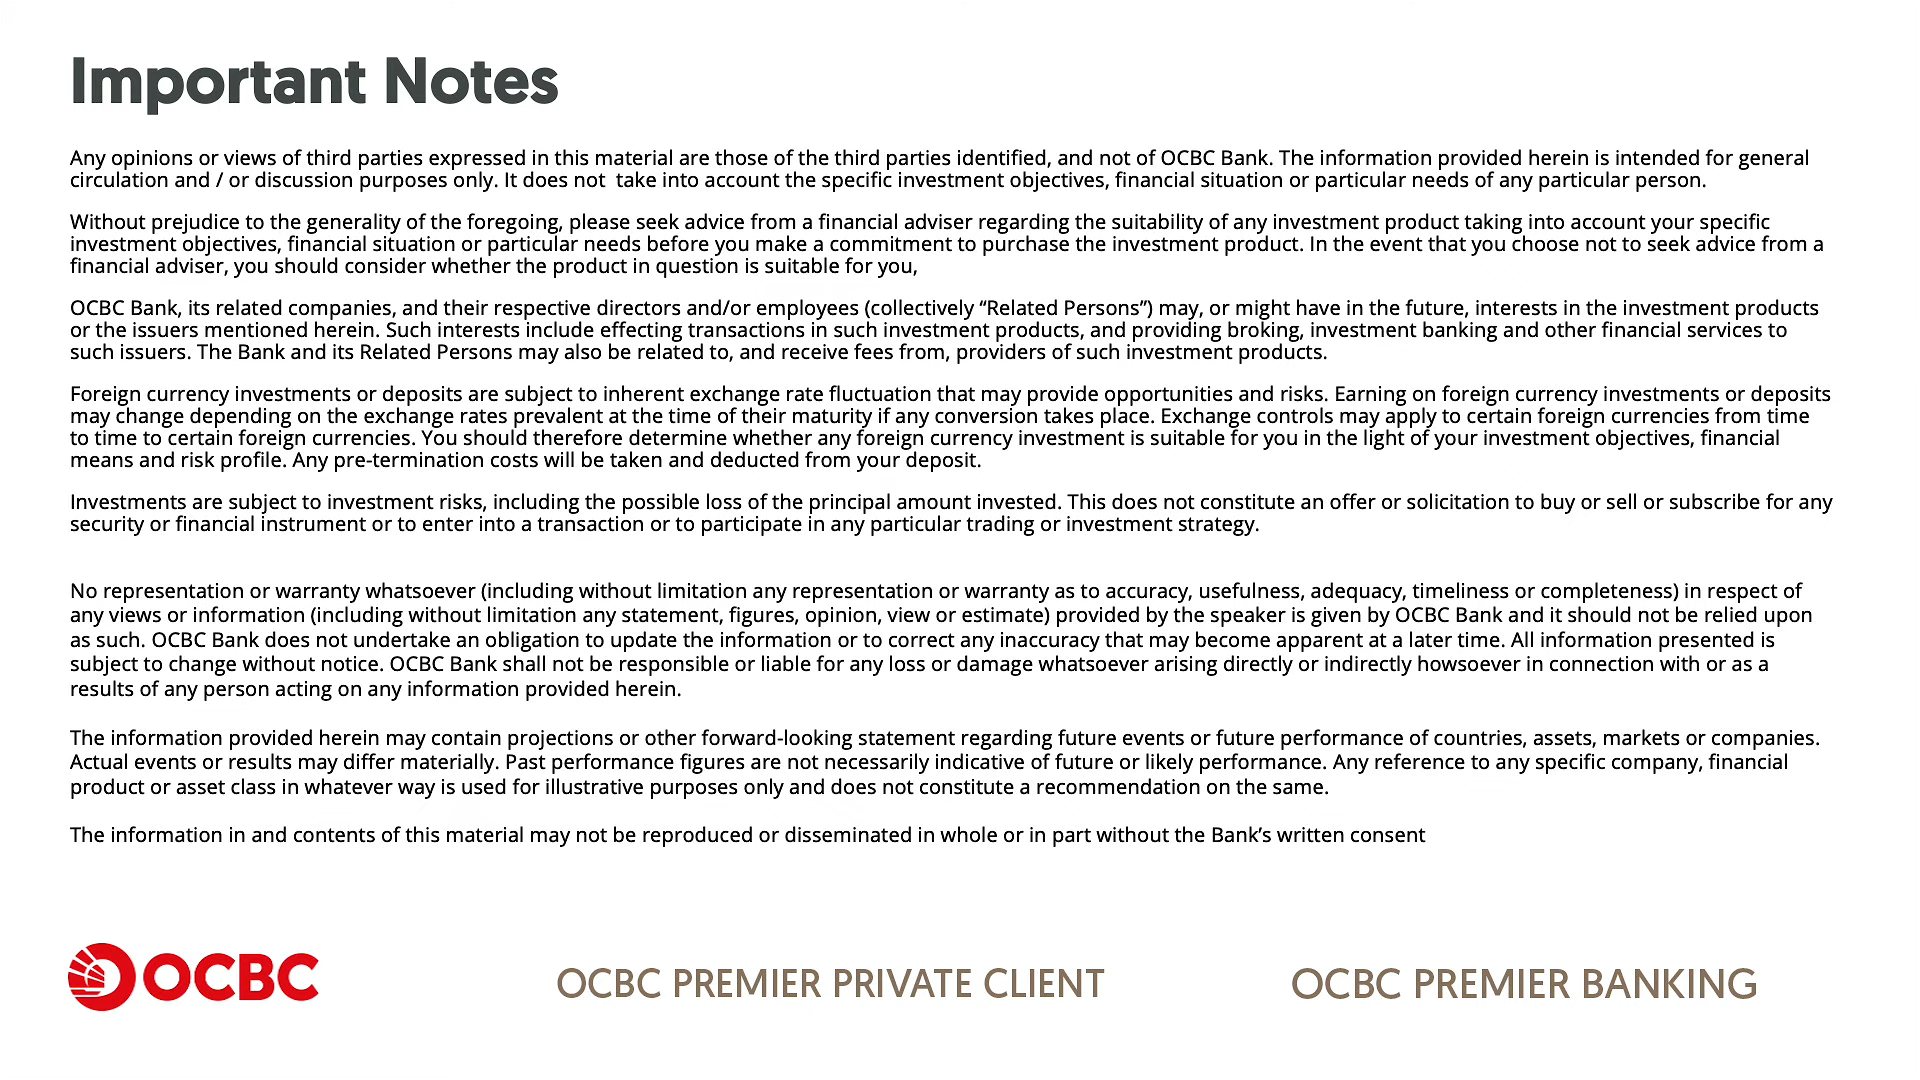 Important Notes
Any opinions or views of third parties expressed in this material are those of the third parties identified, and not of OCBC Bank. The information provided herein is intended for general
circulation and / or discussion purposes only. It does not  take into account the specific investment objectives, financial situation or particular needs of any particular person.
Without prejudice to the generality of the foregoing, please seek advice from a financial adviser regarding the suitability of any investment product taking into account your specific
investment objectives, financial situation or particular needs before you make a commitment to purchase the investment product. In the event that you choose not to seek advice from a
financial adviser, you should consider whether the product in question is suitable for you,
OCBC Bank, its related companies, and their respective directors and/or employees (collectively “Related Persons”) may, or might have in the future, interests in the investment products
or the issuers mentioned herein. Such interests include effecting transactions in such investment products, and providing broking, investment banking and other financial services to
such issuers. The Bank and its Related Persons may also be related to, and receive fees from, providers of such investment products.
Foreign currency investments or deposits are subject to inherent exchange rate fluctuation that may provide opportunities and risks. Earning on foreign currency investments or deposits
may change depending on the exchange rates prevalent at the time of their maturity if any conversion takes place. Exchange controls may apply to certain foreign currencies from time
to time to certain foreign currencies. You should therefore determine whether any foreign currency investment is suitable for you in the light of your investment objectives, financial
means and risk profile. Any pre-termination costs will be taken and deducted from your deposit.
Investments are subject to investment risks, including the possible loss of the principal amount invested. This does not constitute an offer or solicitation to buy or sell or subscribe for any
security or financial instrument or to enter into a transaction or to participate in any particular trading or investment strategy.
No representation or warranty whatsoever (including without limitation any representation or warranty as to accuracy, usefulness, adequacy, timeliness or completeness) in respect of
any views or information (including without limitation any statement, figures, opinion, view or estimate) provided by the speaker is given by OCBC Bank and it should not be relied upon
as such. OCBC Bank does not undertake an obligation to update the information or to correct any inaccuracy that may become apparent at a later time. All information presented is
subject to change without notice. OCBC Bank shall not be responsible or liable for any loss or damage whatsoever arising directly or indirectly howsoever in connection with or as a
results of any person acting on any information provided herein.
The information provided herein may contain projections or other forward-looking statement regarding future events or future performance of countries, assets, markets or companies.
Actual events or results may differ materially. Past performance figures are not necessarily indicative of future or likely performance. Any reference to any specific company, financial
product or asset class in whatever way is used for illustrative purposes only and does not constitute a recommendation on the same.
The information in and contents of this material may not be reproduced or disseminated in whole or in part without the Bank’s written consent
OCBC
OCBC PREMIER PRIVATE CLIENT
OCBC PREMIER BANKING